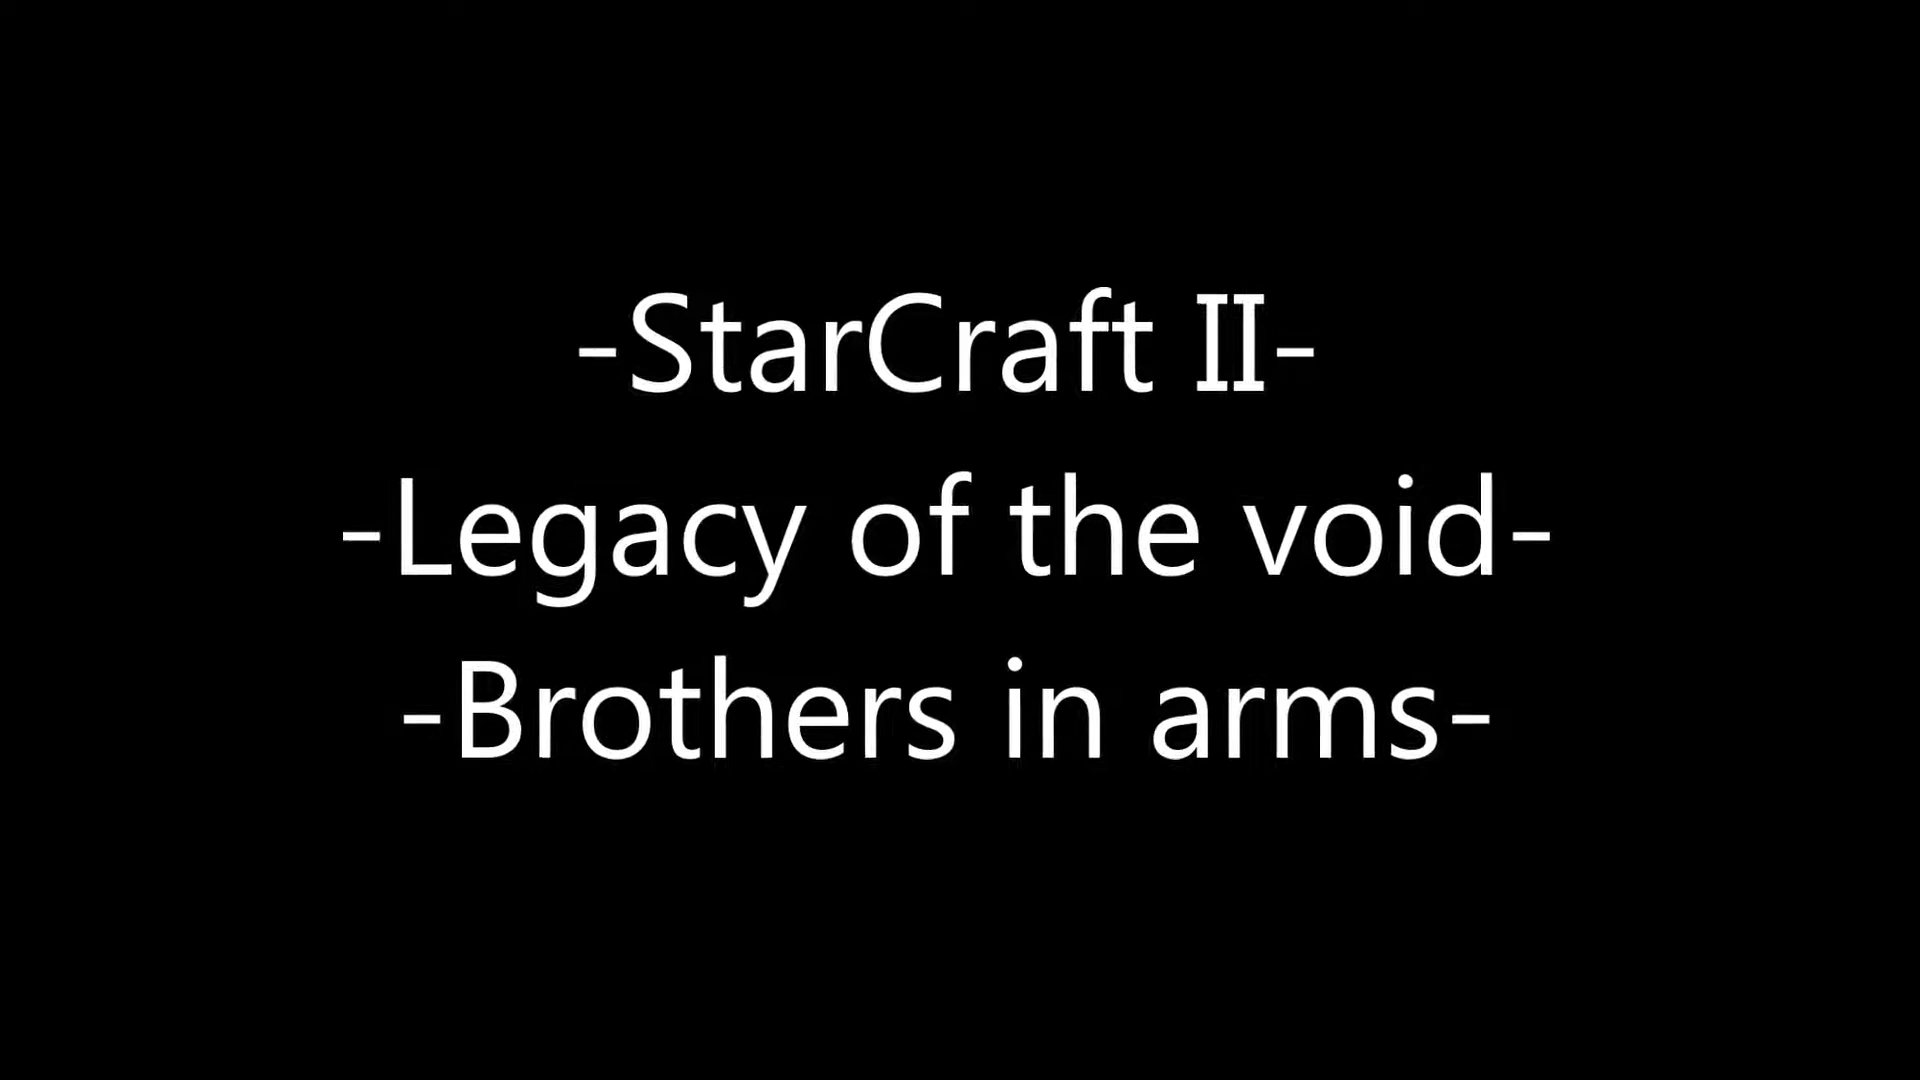 -StarCraft II-
-Legacy of the void-
-Brothers in arms-